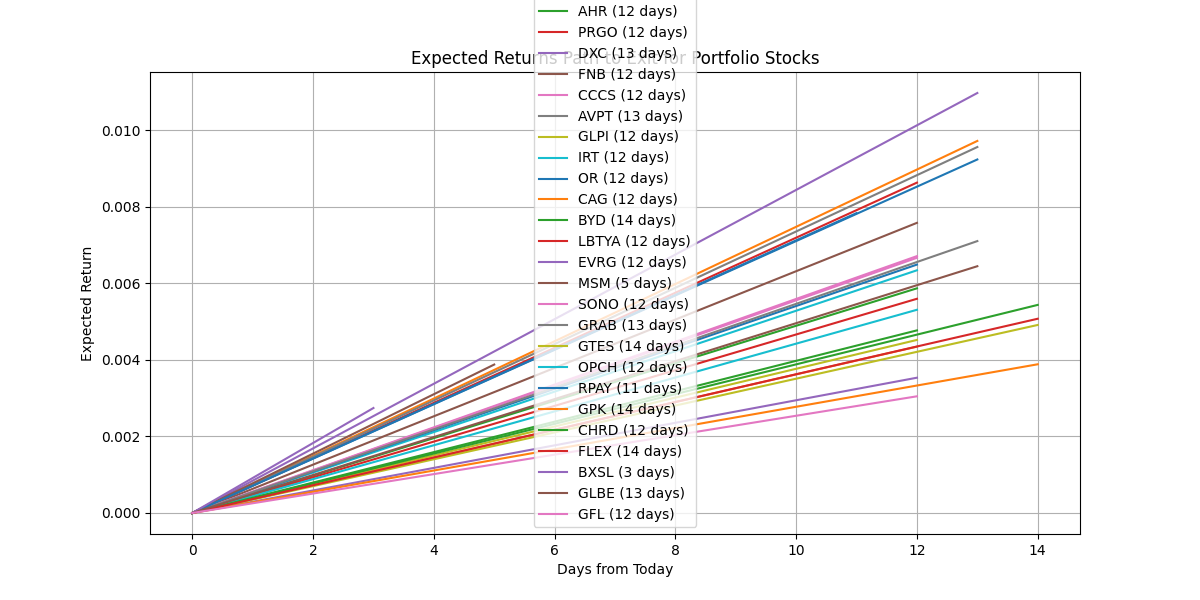 AHR (12 days)
PRGO (12 days)
Expected Returns Path to Exit for Portfolio Stocks
DXC (13 days)
FNB (12 days)
CCCS (12 days)
AVPT (13 days)
GLPI (12 days)
IRT (12 days)
OR (12 days)
CAG (12 days)
BYD (14 days)
LBTYA (12 days)
EVRG (12 days)
MSM (5 days)
SONO (12 days)
GRAB (13 days)
GTES (14 days)
OPCH (12 days)
RPAY (11 days)
GPK (14 days)
CHRD (12 days)
FLEX (14 days)
BXSL (3 days)
GLBE (13 days)
GFL (12 days)
Expected Return
0.010
0.008
0.006
0.004
0.002
0.000
0 2 4 6 8 10 12 14
Days from Today